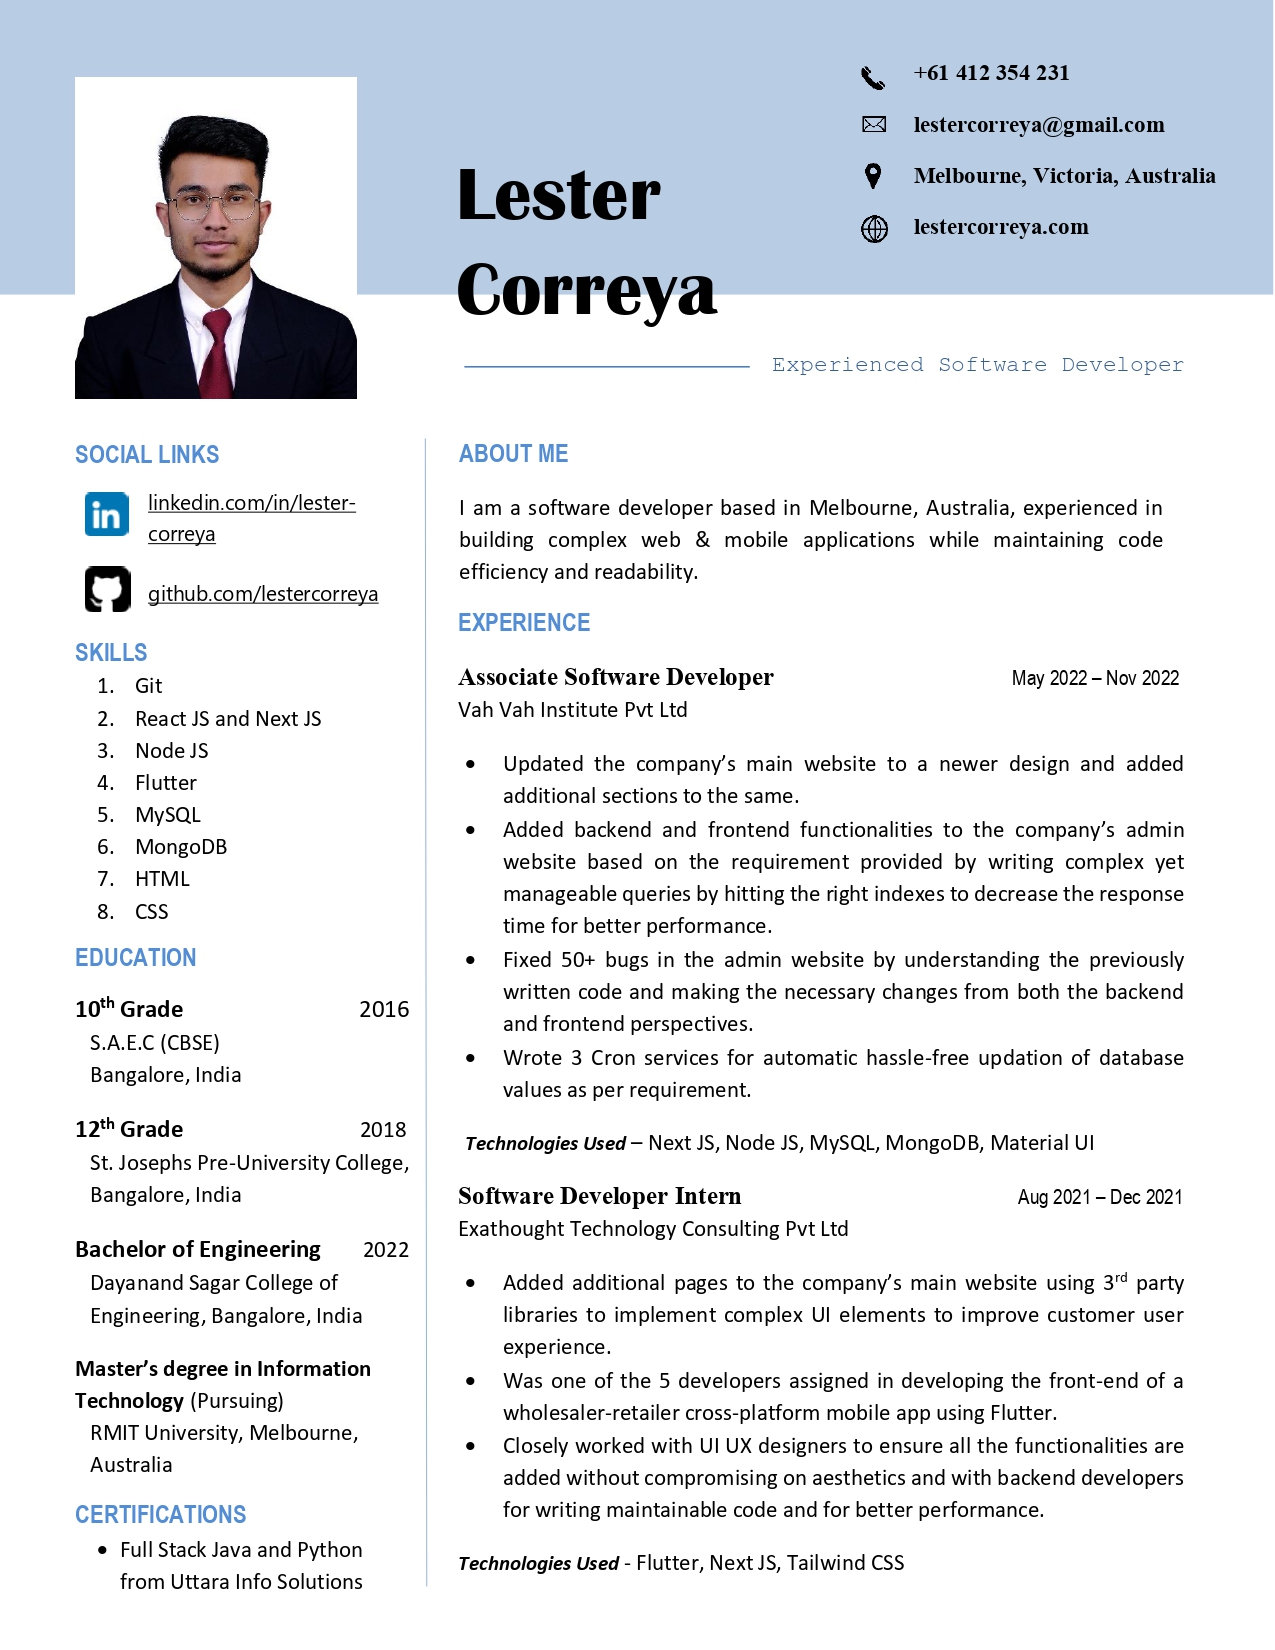 +61 412 354 231
lestercorreya@gmail.com
Melbourne, Victoria, Australia
lestercorreya.com
Lester
Correya
Experienced Software Developer
SOCIAL LINKS
in
linkedin.com/in/lester-
correya
github.com/lestercorreya
SKILLS
1. Git
2. React JS and Next JS
3. Node JS
4. Flutter
5. MySQL
6. MongoDB
7. HTML
8. CSS
EDUCATION
10th Grade 2016
S.A.E.C (CBSE)
Bangalore, India
12th Grade 2018
St. Josephs Pre-University College,
Bangalore, India
Bachelor of Engineering 2022
Dayanand Sagar College of
Engineering, Bangalore, India
Master’s degree in Information
Technology (Pursuing)
RMIT University, Melbourne,
Australia
CERTIFICATIONS
• Full Stack Java and Python
from Uttara Info Solutions
ABOUT ME
I am a software developer based in Melbourne, Australia, experienced in
building complex web & mobile applications while maintaining code
efficiency and readability.
EXPERIENCE
Associate Software Developer May 2022 – Nov 2022
Vah Vah Institute Pvt Ltd
• Updated the company’s main website to a newer design and added
additional sections to the same.
• Added backend and frontend functionalities to the company’s admin
website based on the requirement provided by writing complex yet
manageable queries by hitting the right indexes to decrease the response
time for better performance.
• Fixed 50+ bugs in the admin website by understanding the previously
written code and making the necessary changes from both the backend
and frontend perspectives.
• Wrote 3 Cron services for automatic hassle-free updation of database
values as per requirement.
Technologies Used – Next JS, Node JS, MySQL, MongoDB, Material UI
Software Developer Intern Aug 2021 – Dec 2021
Exathought Technology Consulting Pvt Ltd
• Added additional pages to the company’s main website using 3rd party
libraries to implement complex UI elements to improve customer user
experience.
• Was one of the 5 developers assigned in developing the front-end of a
wholesaler-retailer cross-platform mobile app using Flutter.
• Closely worked with UI UX designers to ensure all the functionalities are
added without compromising on aesthetics and with backend developers
for writing maintainable code and for better performance.
Technologies Used - Flutter, Next JS, Tailwind CSS